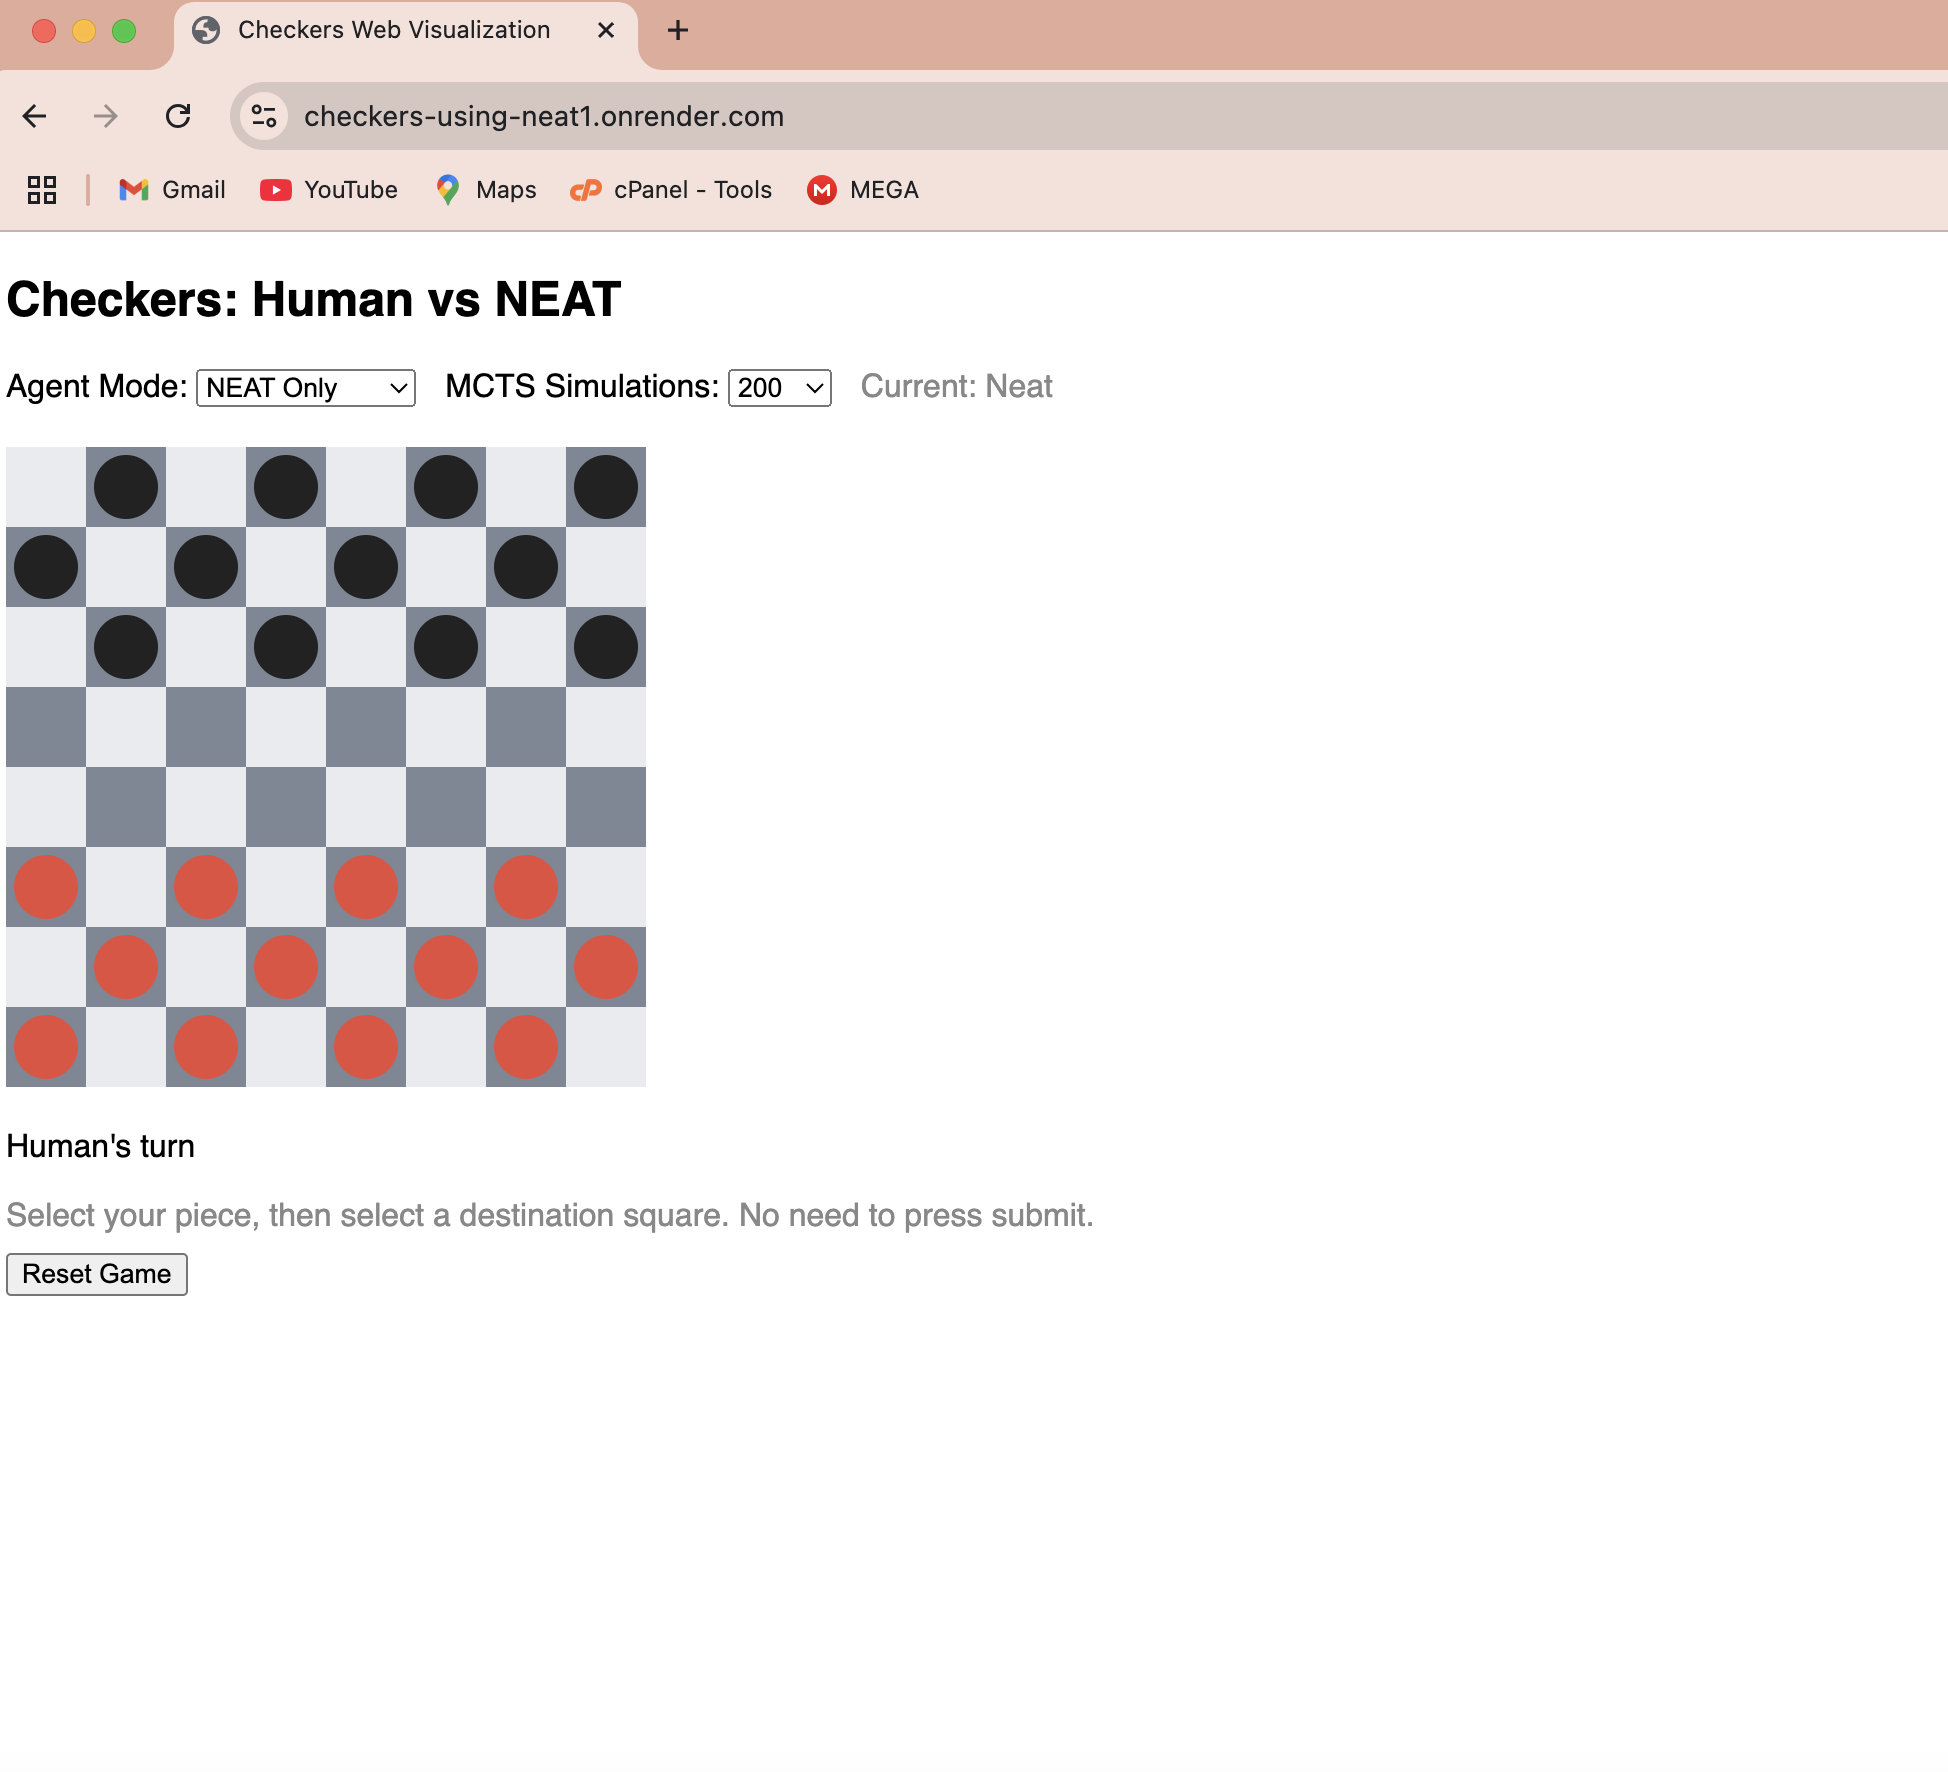 Checkers Web Visualization
checkers-using-neat1.onrender.com
Gmail YouTube Maps cPanel - Tools MEGA
Checkers: Human vs NEAT
Agent Mode: NEAT Only MCTS Simulations: 200 Current: Neat
Human's turn
Select your piece, then select a destination square. No need to press submit.
Reset Game